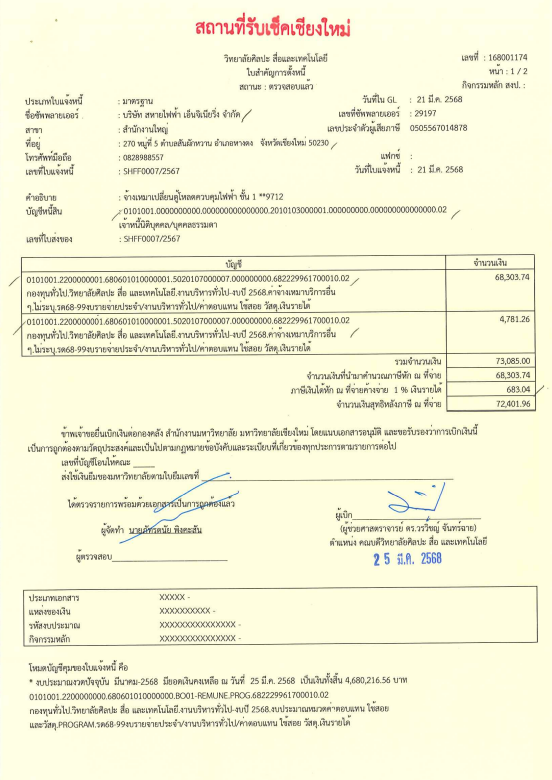 สถานที่รับเช็คเชียงใหม่
วิทยาลัยศิลปะ สื่อและเทคโนโลยี
เลขที่ : 168001174
ใบสำคัญการตั้งหนี้
หน้า : 1 / 2
สถานะ : ตรวจสอบแล้ว
กิจกรรมหลัก สงป. :
ประเภทใบแจ้งหนี้ : มาตรฐาน
วันที่ใน GL : 21 มี.ค. 2568
ชื่อซัพพลายเออร์ : บริษัท สหายไฟฟ้า เอ็นจิเนียริ่ง จำกัด
เลขที่ซัพพลายเออร์ : 29197
สาขา : สำนักงานใหญ่
เลขประจำตัวผู้เสียภาษี 0505567014878
ที่อยู่ : 270 หมู่ที่ 5 ตำบลสันผักหวาน อำเภอหางดง จังหวัดเชียงใหม่ 50230
โทรศัพท์มือถือ : 0828988557
แฟกซ์ :
เลขที่ใบแจ้งหนี้ : SHFF0007/2567
วันที่ใบแจ้งหนี้ : 21 มี.ค. 2568
คำอธิบาย : จ้างเหมาเปลี่ยนตู้โหลดควบคุมไฟฟ้า ชั้น 1 **9712
บัญชีหนี้สิน : 0101001.0000000000.000000000000000.2010103000001.000000000.000000000000000.02
เจ้าหนี้นิติบุคคล/บุคคลธรรมดา
เลขที่ใบส่งของ : SHFF0007/2567
บัญชี
จำนวนเงิน
0101001.2200000001.680601010000001.5020107000007.000000000.682229961700010.02
68,303.74
กองทุนทั่วไป.วิทยาลัยศิลปะ สื่อ และเทคโนโลยี.งานบริหารทั่วไป-งบปี 2568.ค่าจ้างเหมาบริการอื่น
ๆ.ไม่ระบุ.รด68-99งบรายจ่ายประจำ/งานบริหารทั่วไป/ค่าตอบแทน ใช้สอย วัสดุ.เงินรายได้
0101001.2200000001.680601010000001.5020107000007.000000000.682229961700010.02
4,781.26
กองทุนทั่วไป.วิทยาลัยศิลปะ สื่อ และเทคโนโลยี.งานบริหารทั่วไป-งบปี 2568.ค่าจ้างเหมาบริการอื่น
ๆ.ไม่ระบุ.รด68-99งบรายจ่ายประจำ/งานบริหารทั่วไป/ค่าตอบแทน ใช้สอย วัสดุ.เงินรายได้
รวมจำนวนเงิน 73,085.00
จำนวนเงินที่นำมาคำนวณภาษีหัก ณ ที่จ่าย 68,303.74
ภาษีเงินได้หัก ณ ที่จ่ายค้างจ่าย 1 % เงินรายได้ 683.04
จำนวนเงินสุทธิหลังภาษี ณ ที่จ่าย 72,401.96
ข้าพเจ้าขอยื่นเบิกเงินต่อกองคลัง สำนักงานมหาวิทยาลัย มหาวิทยาลัยเชียงใหม่ โดยแนบเอกสารอนุมัติ และขอรับรองว่าการเบิกเงินนี้
เป็นการถูกต้องตามวัตถุประสงค์และเป็นไปตามกฎหมายข้อบังคับและระเบียบที่เกี่ยวข้องทุกประการตามรายการต่อไป
เลขที่บัญชีโอนให้คณะ
ส่งใช้เงินยืมของมหาวิทยาลัยตามใบยืมเลขที่
ได้ตรวจรายการพร้อมด้วยเอกสารเป็นการถูกต้องแล้ว
ผู้เบิก
ผู้จัดทำ นายภัทรดนัย พิงคะสัน
(ผู้ช่วยศาสตราจารย์ ดร.วรวิชญ์ จันทร์ฉาย)
ตำแหน่ง คณบดีวิทยาลัยศิลปะ สื่อ และเทคโนโลยี
ผู้ตรวจสอบ
25 มี.ค. 2568
ประเภทเอกสาร XXXXX -
แหล่งของเงิน XXXXXXXXXX -
รหัสงบประมาณ XXXXXXXXXXXXXXX -
กิจกรรมหลัก XXXXXXXXXXXXXXX -
โหมดบัญชีคุมของใบแจ้งหนี้ คือ
* งบประมาณงวดปัจจุบัน มีนาคม-2568 มียอดเงินคงเหลือ ณ วันที่ 25 มี.ค. 2568 เป็นเงินทั้งสิ้น 4,680,216.56 บาท
0101001.2200000000.680601010000000.BO01-REMUNE.PROG.682229961700010.02
กองทุนทั่วไป.วิทยาลัยศิลปะ สื่อ และเทคโนโลยี.งานบริหารทั่วไป-งบปี 2568.งบประมาณหมวดค่าตอบแทน ใช้สอย
และวัสดุ.PROGRAM.รด68-99งบรายจ่ายประจำ/งานบริหารทั่วไป/ค่าตอบแทน ใช้สอย วัสดุ.เงินรายได้